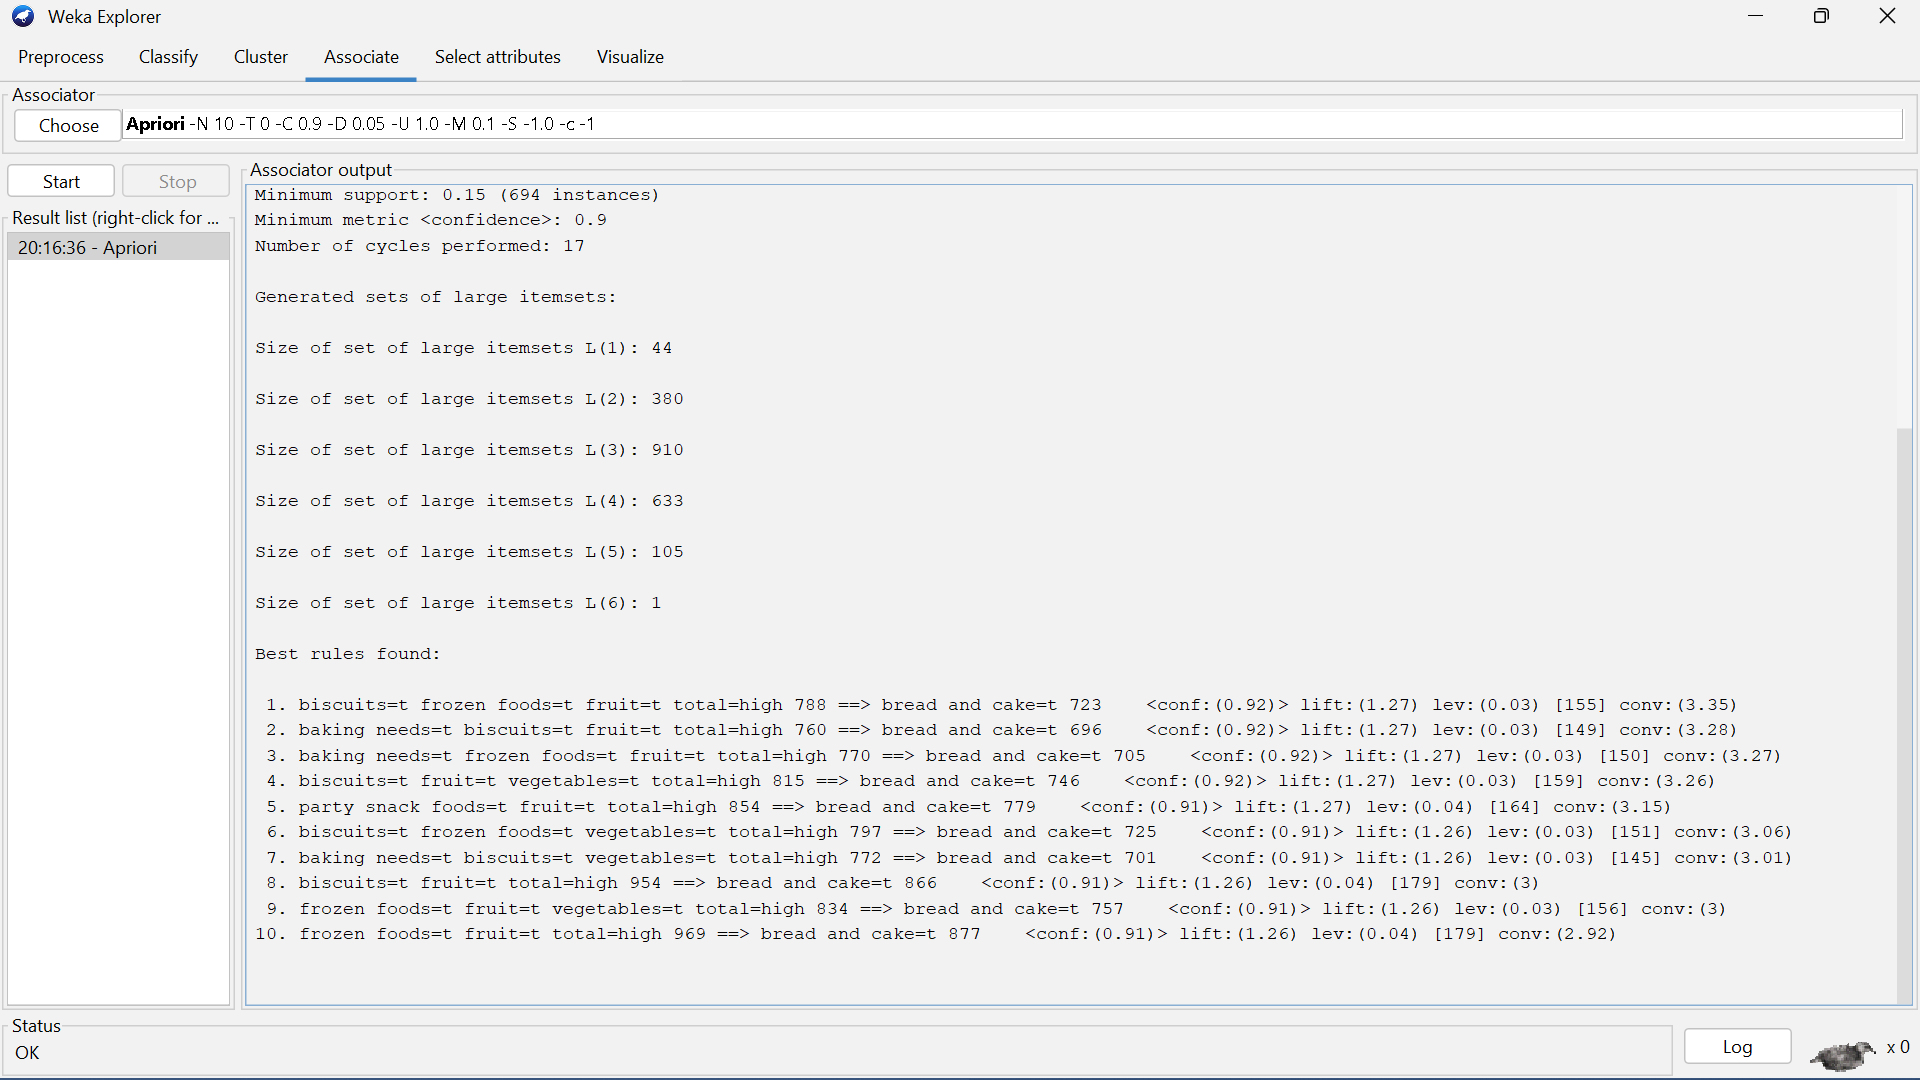 Weka Explorer
Preprocess Classify Cluster Associate Select attributes Visualize
Associator
Choose Apriori -N 10 -T 0 -C 0.9 -D 0.05 -U 1.0 -M 0.1 -S -1.0 -c -1
Start Stop
Result list (right-click for ...
20:16:36 - Apriori
Associator output
Minimum support: 0.15 (694 instances)
Minimum metric <confidence>: 0.9
Number of cycles performed: 17
Generated sets of large itemsets:
Size of set of large itemsets L(1): 44
Size of set of large itemsets L(2): 380
Size of set of large itemsets L(3): 910
Size of set of large itemsets L(4): 633
Size of set of large itemsets L(5): 105
Size of set of large itemsets L(6): 1
Best rules found:
1. biscuits=t frozen foods=t fruit=t total=high 788 ==> bread and cake=t 723 <conf:(0.92)> lift:(1.27) lev:(0.03) [155] conv:(3.35)
2. baking needs=t biscuits=t fruit=t total=high 760 ==> bread and cake=t 696 <conf:(0.92)> lift:(1.27) lev:(0.03) [149] conv:(3.28)
3. baking needs=t frozen foods=t fruit=t total=high 770 ==> bread and cake=t 705 <conf:(0.92)> lift:(1.27) lev:(0.03) [150] conv:(3.27)
4. biscuits=t fruit=t vegetables=t total=high 815 ==> bread and cake=t 746 <conf:(0.92)> lift:(1.27) lev:(0.03) [159] conv:(3.26)
5. party snack foods=t fruit=t total=high 854 ==> bread and cake=t 779 <conf:(0.91)> lift:(1.27) lev:(0.04) [164] conv:(3.15)
6. biscuits=t frozen foods=t vegetables=t total=high 797 ==> bread and cake=t 725 <conf:(0.91)> lift:(1.26) lev:(0.03) [151] conv:(3.06)
7. baking needs=t biscuits=t vegetables=t total=high 772 ==> bread and cake=t 701 <conf:(0.91)> lift:(1.26) lev:(0.03) [145] conv:(3.01)
8. biscuits=t fruit=t total=high 954 ==> bread and cake=t 866 <conf:(0.91)> lift:(1.26) lev:(0.04) [179] conv:(3)
9. frozen foods=t fruit=t vegetables=t total=high 834 ==> bread and cake=t 757 <conf:(0.91)> lift:(1.26) lev:(0.03) [156] conv:(3)
10. frozen foods=t fruit=t total=high 969 ==> bread and cake=t 877 <conf:(0.91)> lift:(1.26) lev:(0.04) [179] conv:(2.92)
Status
OK
Log
x 0